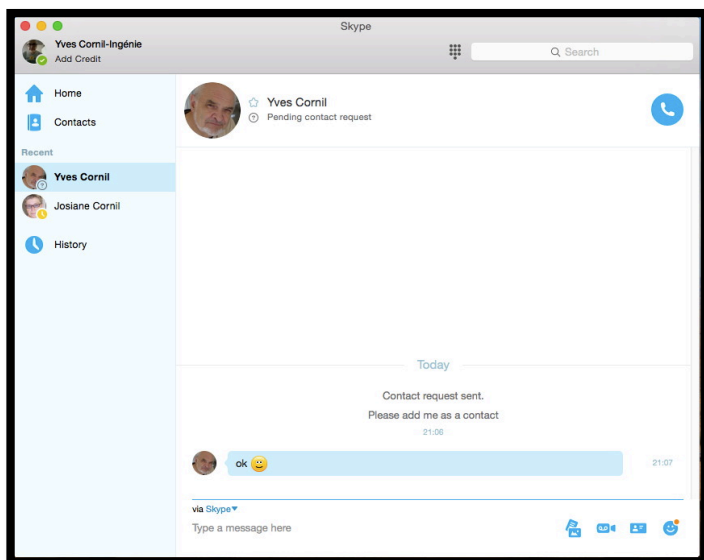 Skype
Yves Cornil-Ingénie
Add Credit
Search
Home
Contacts
Recent
Yves Cornil
Josiane Cornil
History
Yves Cornil
Pending contact request
Today
Contact request sent.
Please add me as a contact
21:06
ok
21:07
via Skype
Type a message here